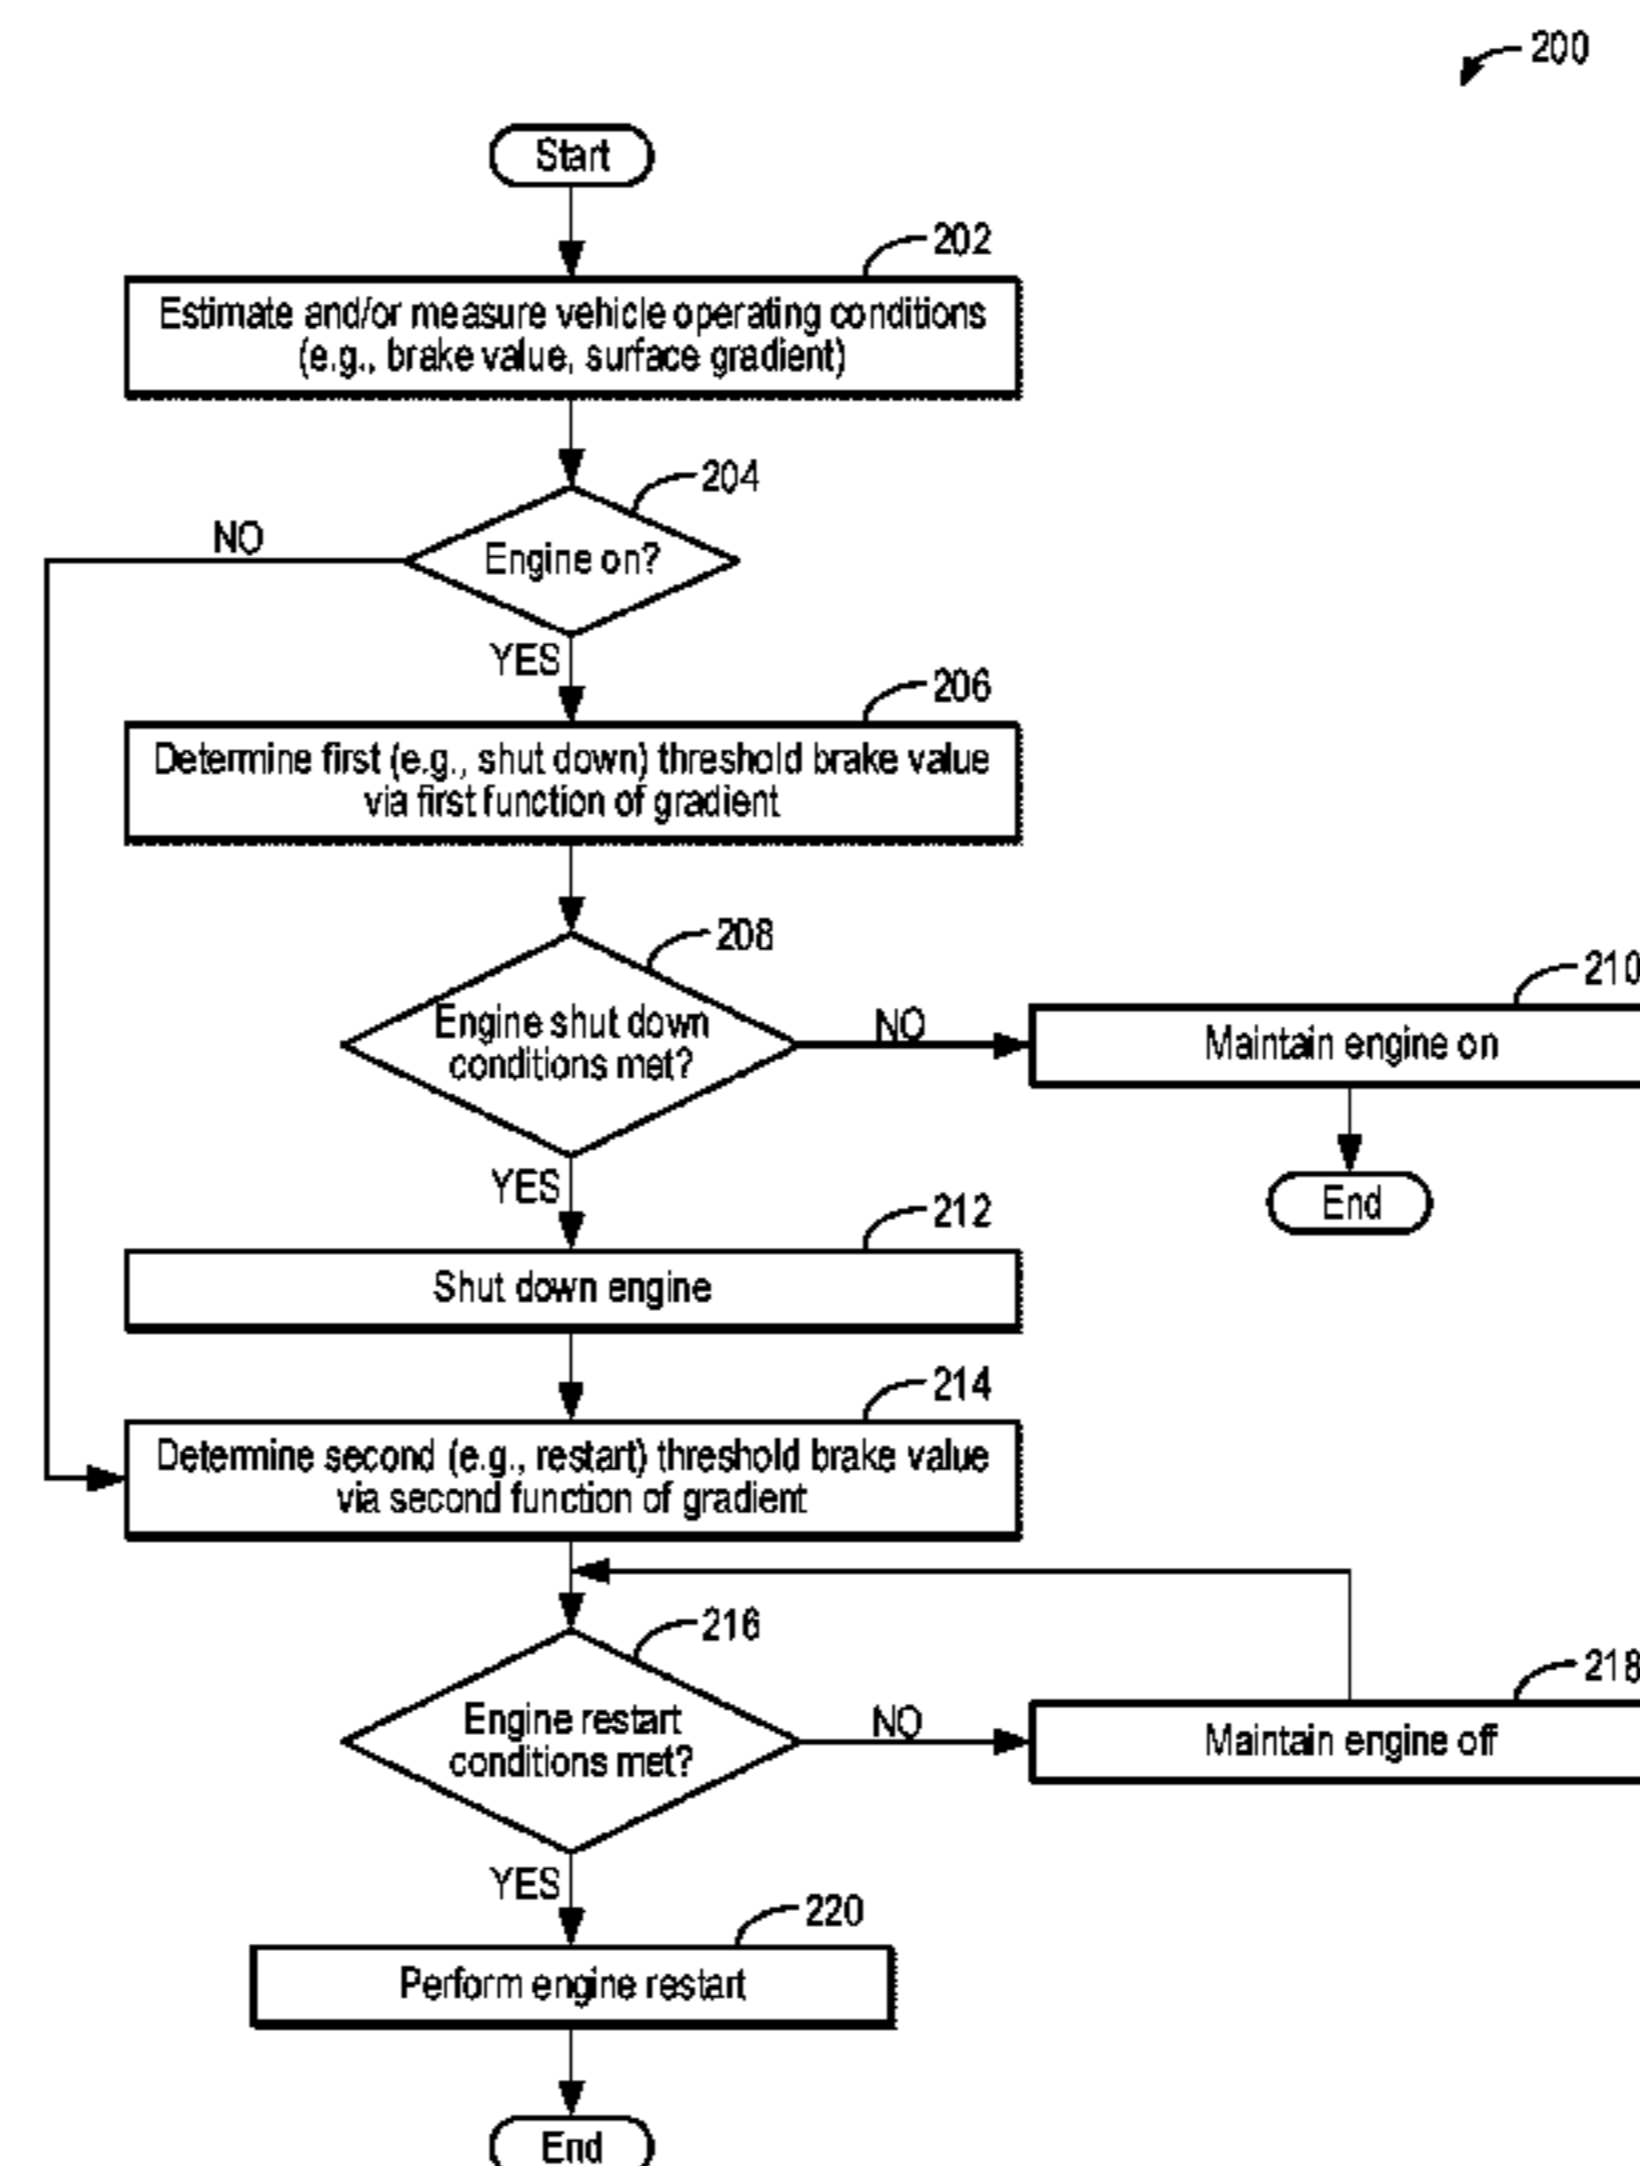 200
Start
202
Estimate and/or measure vehicle operating conditions
(e.g., brake value, surface gradient)
204
NO
Engine on?
YES
206
Determine first (e.g., shut down) threshold brake value
via first function of gradient
208
210
Engine shut down
conditions met?
NO
Maintain engine on
YES
End
212
Shut down engine
214
Determine second (e.g., restart) threshold brake value
via second function of gradient
216
218
Engine restart
conditions met?
NO
Maintain engine off
YES
220
Perform engine restart
End